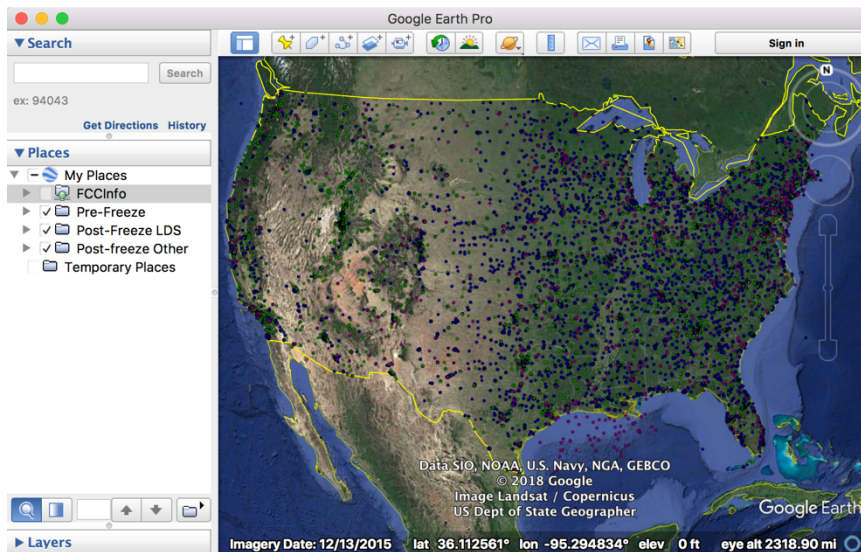 Google Earth Pro
Search
Search
ex: 94043
Get Directions History
Places
My Places
FCCInfo
Pre-Freeze
Post-Freeze LDS
Post-freeze Other
Temporary Places
Layers
Sign in
N
Data SIO, NOAA, U.S. Navy, NGA, GEBCO
© 2018 Google
Image Landsat / Copernicus
US Dept of State Geographer
Google Earth
Imagery Date: 12/13/2015 lat 36.112561° lon -95.294834° elev 0 ft eye alt 2318.90 mi